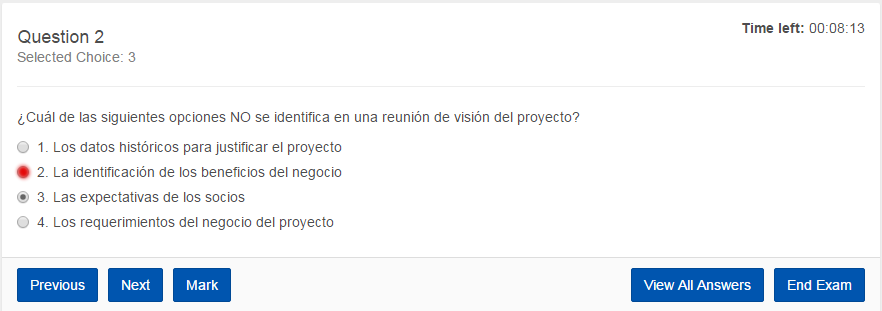 Question 2
Time left: 00:08:13
Selected Choice: 3
¿Cuál de las siguientes opciones NO se identifica en una reunión de visión del proyecto?
1. Los datos históricos para justificar el proyecto
2. La identificación de los beneficios del negocio
3. Las expectativas de los socios
4. Los requerimientos del negocio del proyecto
Previous Next Mark View All Answers End Exam